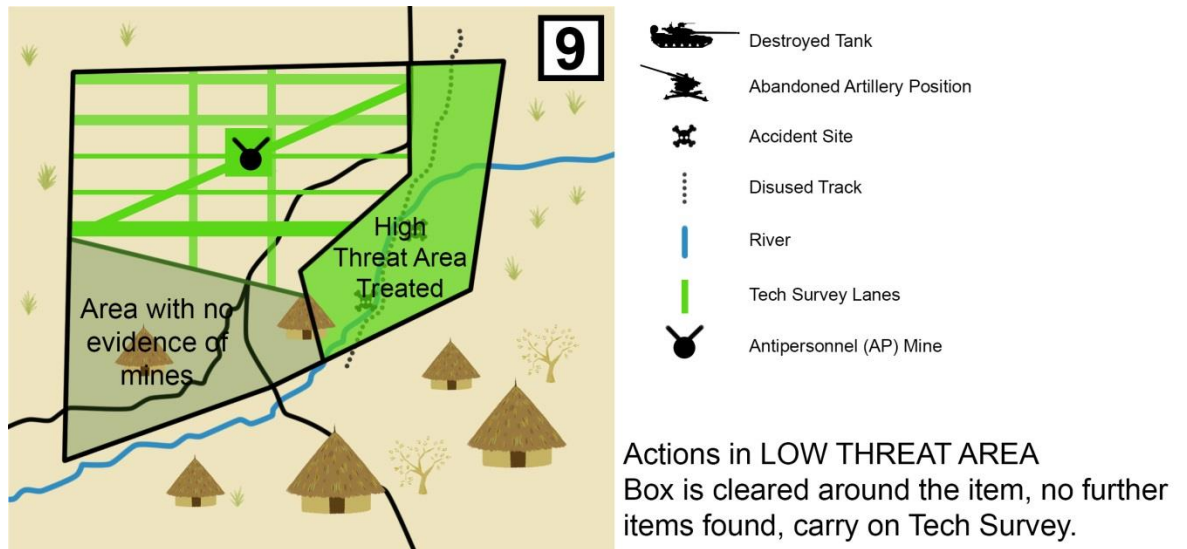 9
High
Threat Area
Treated
Area with no
evidence of
mines
Destroyed Tank
Abandoned Artillery Position
Accident Site
Disused Track
River
Tech Survey Lanes
Antipersonnel (AP) Mine
Actions in LOW THREAT AREA
Box is cleared around the item, no further
items found, carry on Tech Survey.